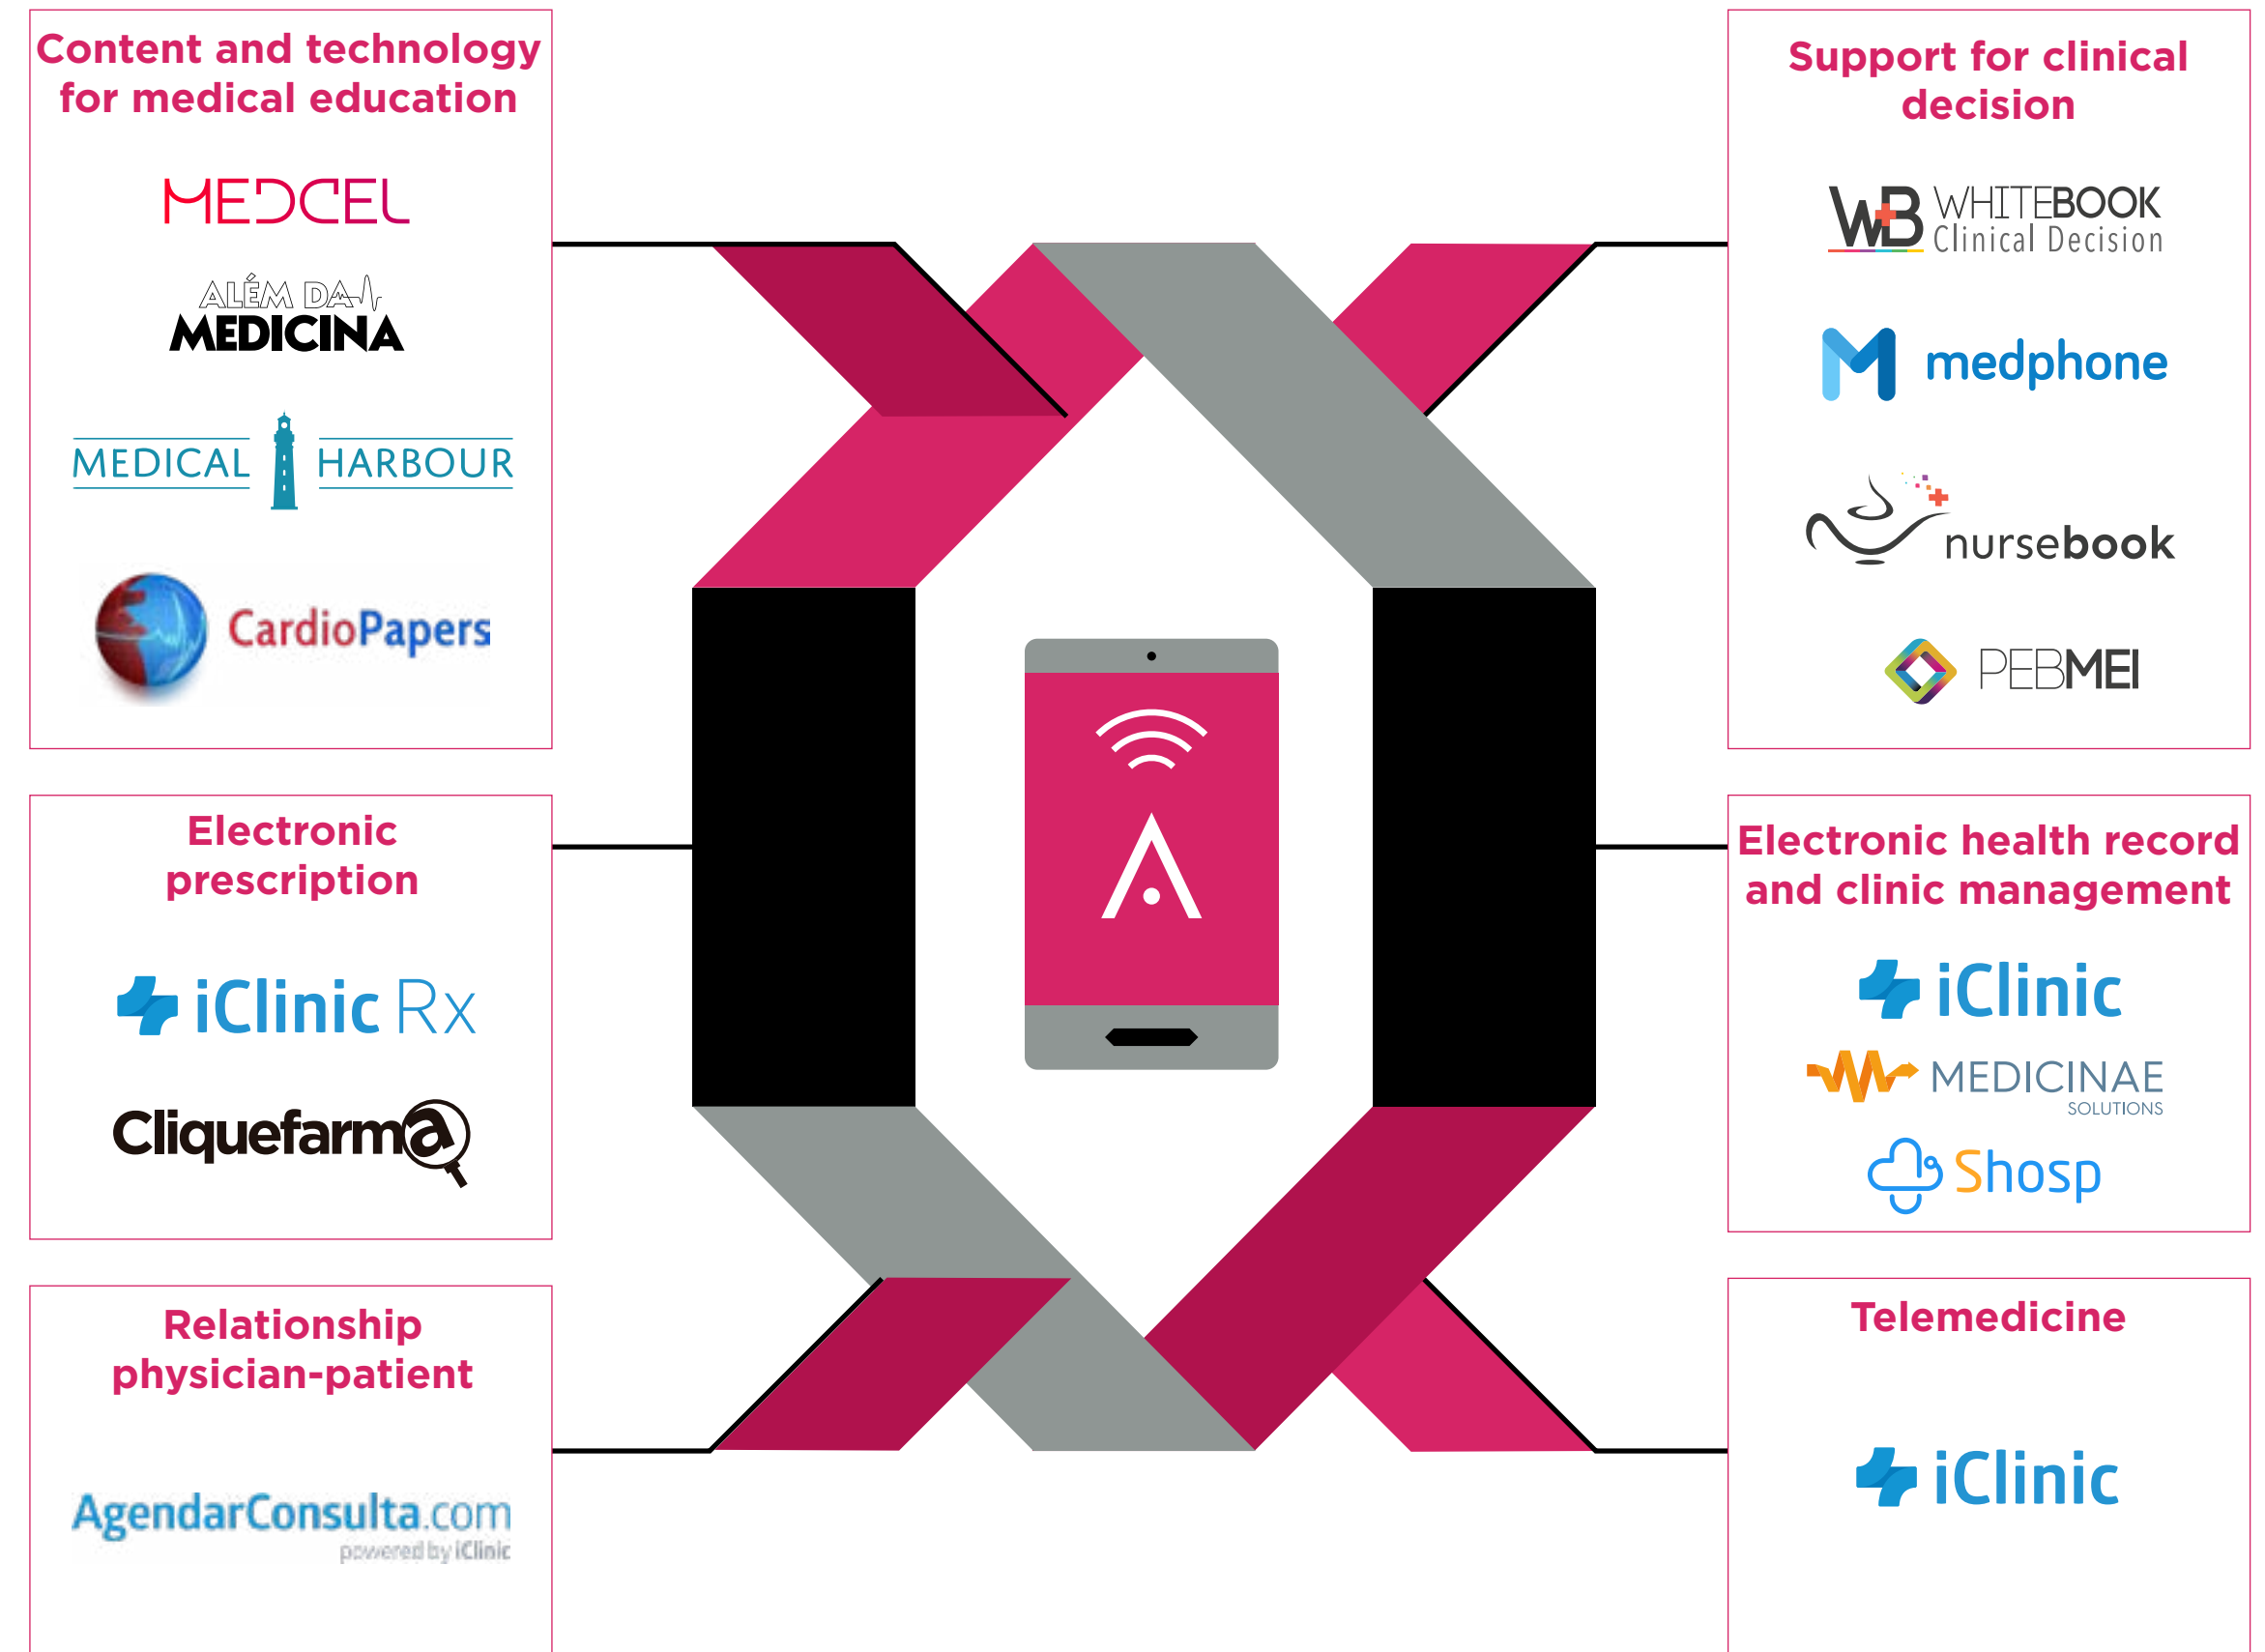 Content and technology
for medical education
MEDCEL
ALÉM DA
MEDICINA
MEDICAL HARBOUR
CardioPapers
Electronic
prescription
iClinic Rx
Cliquefarma
Relationship
physician-patient
AgendarConsulta.com
powered by iClinic
Support for clinical
decision
W+B WHITEBOOK
Clinical Decision
M medphone
nursebook
PEBMEI
Electronic health record
and clinic management
iClinic
MEDICINAE
SOLUTIONS
Shosp
Telemedicine
iClinic